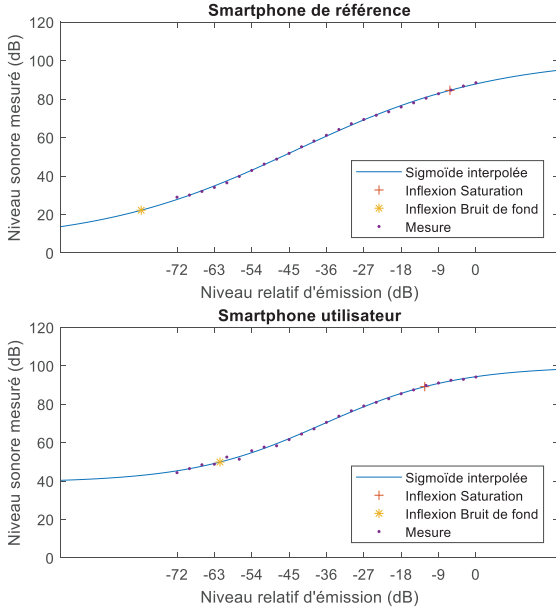 Smartphone de référence
120
100
80
60
40
20
0
Niveau sonore mesuré (dB)
Sigmoïde interpolée
Inflexion Saturation
Inflexion Bruit de fond
Mesure
-72 -63 -54 -45 -36 -27 -18 -9 0
Niveau relatif d'émission (dB)
Smartphone utilisateur
120
100
80
60
40
20
0
Niveau sonore mesuré (dB)
Sigmoïde interpolée
Inflexion Saturation
Inflexion Bruit de fond
Mesure
-72 -63 -54 -45 -36 -27 -18 -9 0
Niveau relatif d'émission (dB)